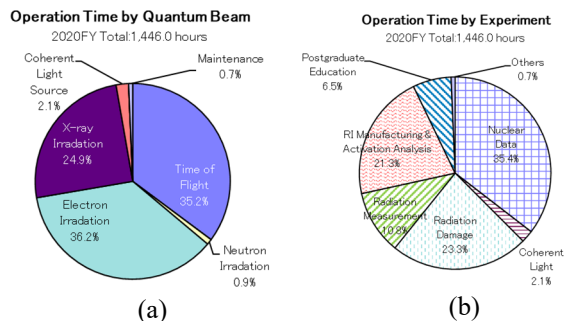 Operation Time by Quantum Beam
2020FY Total:1,446.0 hours
Coherent
Light
Source
2.1%
Maintenance
0.7%
X-ray
Irradation
24.9%
Time of
Flight
35.2%
Electron
Irradiation
36.2%
Neutron
Irradiation
0.9%
(a)
Operation Time by Experiment
2020FY Total:1,446.0 hours
Postgraduate
Education
6.5%
Others
0.7%
Nuclear
Data
35.4%
RI Manufacturing &
Activation Analysis
21.3%
Radiation
Measurement
10.8%
Radiation
Damage
23.3%
Coherent
Light
2.1%
(b)